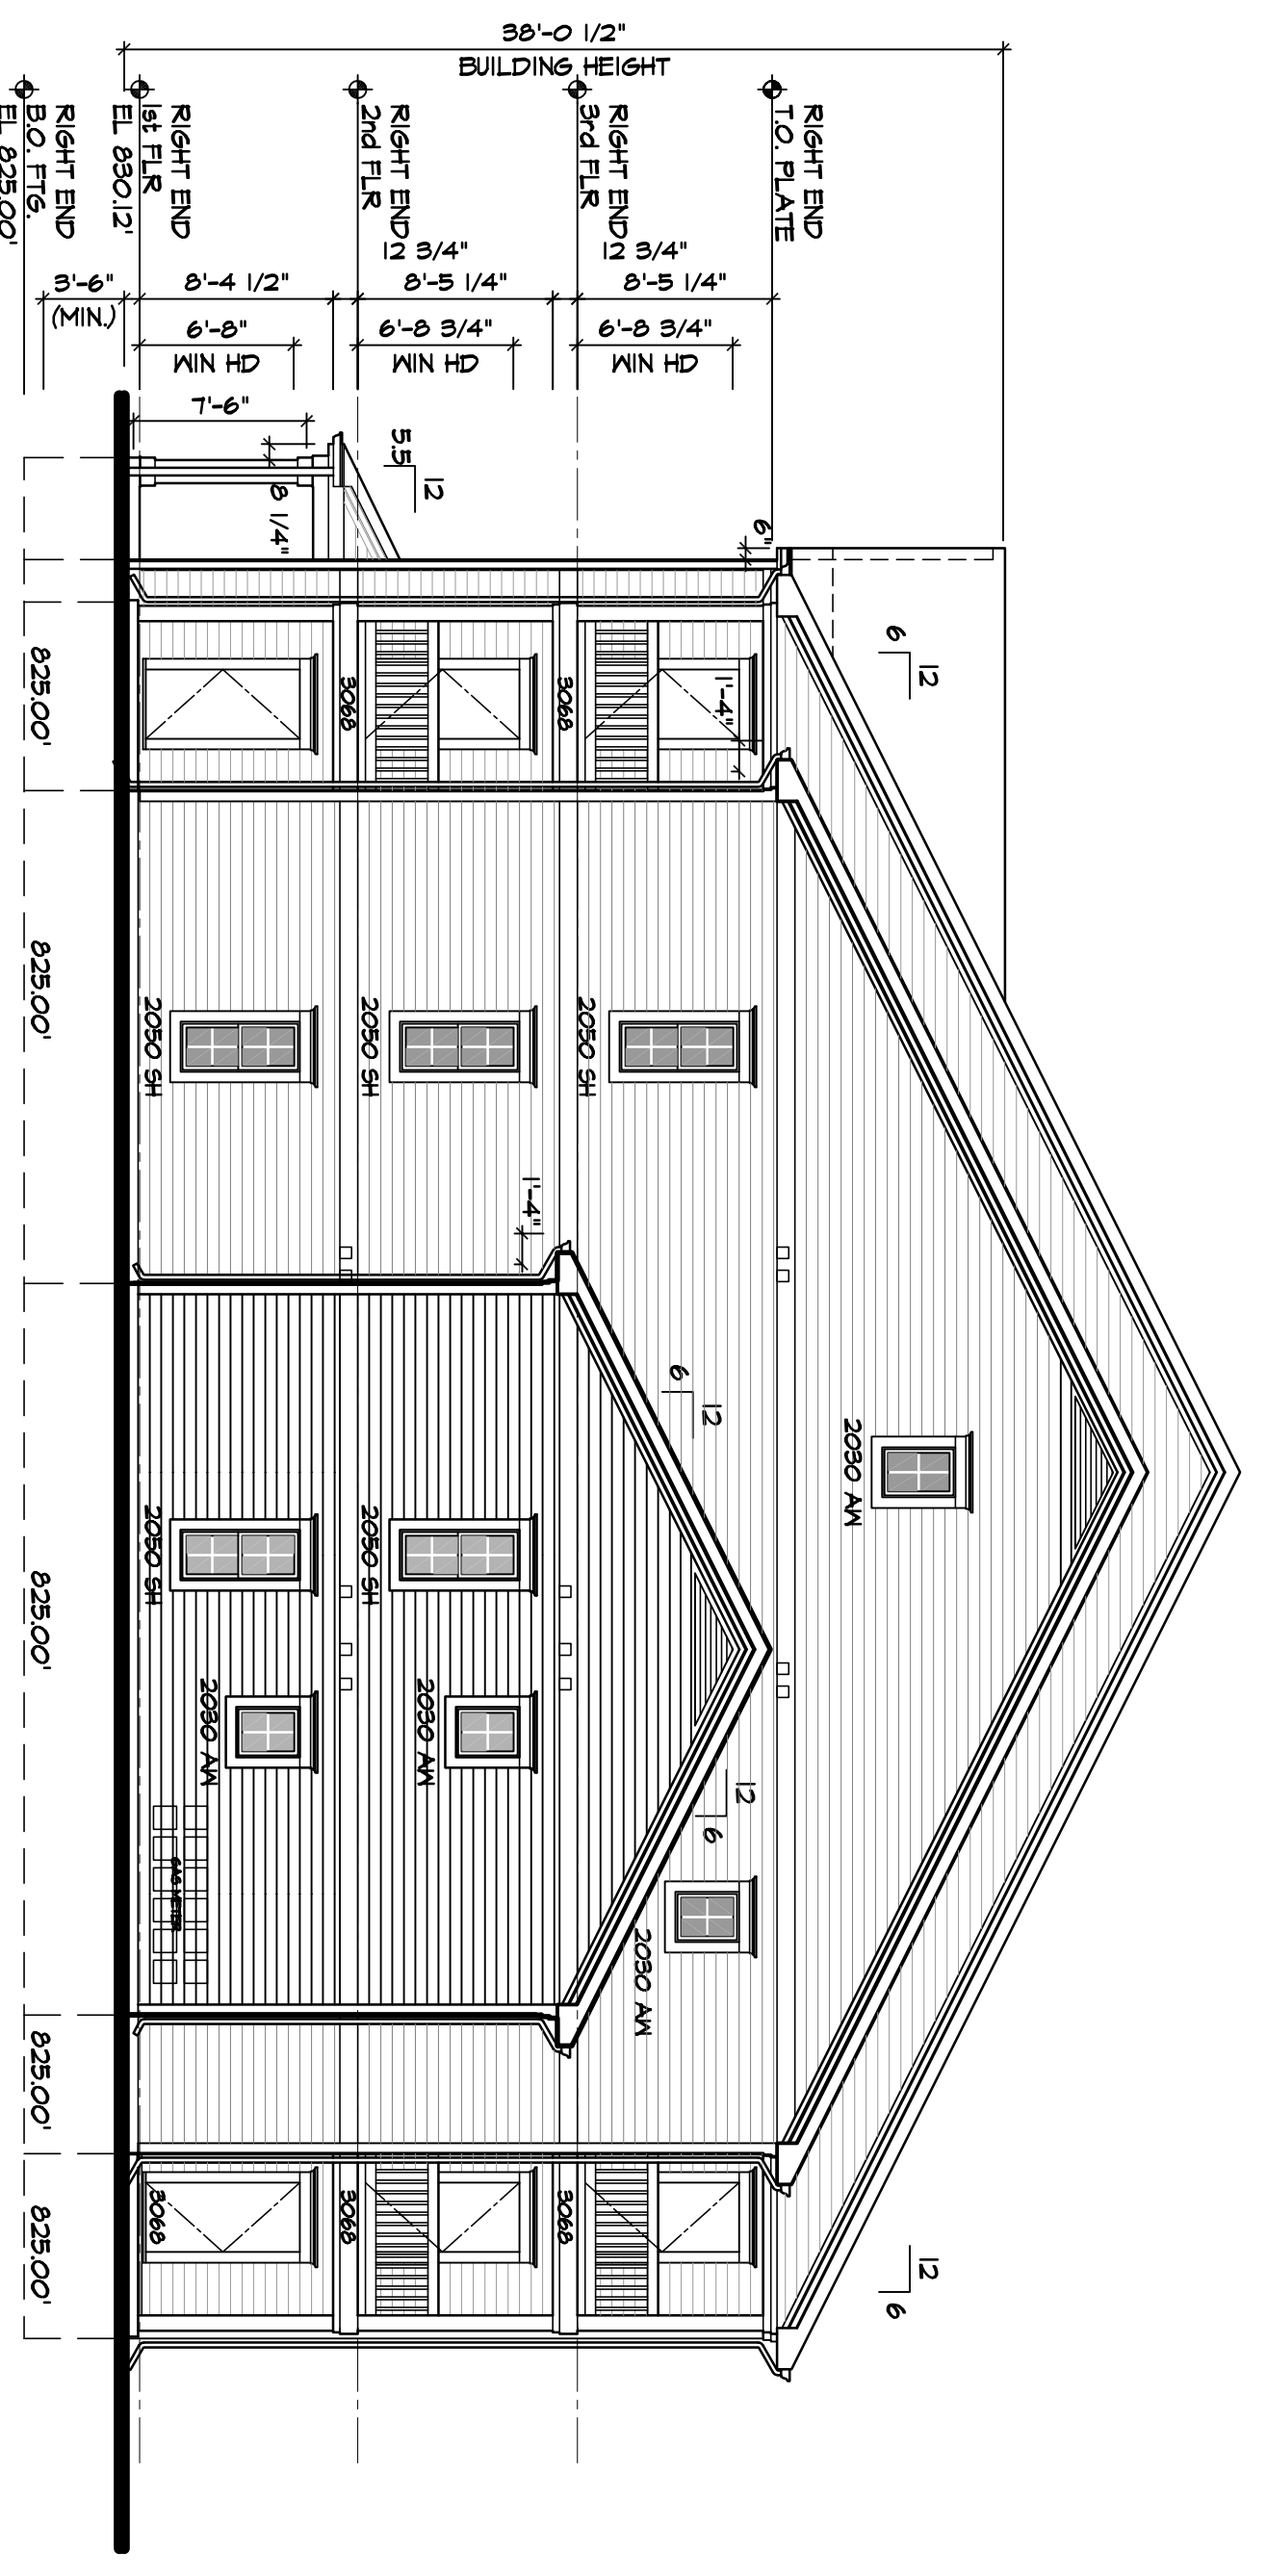 38'-0 1/2"
BUILDING HEIGHT
RIGHT END
T.O. PLATE
RIGHT END
3rd FLR
RIGHT END
2nd FLR
RIGHT END
1st FLR
EL 830.12'
RIGHT END
B.O. FTG.
EL 825.00'
12 3/4"
12 3/4"
3'-6"
(MIN.)
8'-4 1/2"
8'-5 1/4"
8'-5 1/4"
6'-8"
MIN HD
6'-8 3/4"
MIN HD
6'-8 3/4"
MIN HD
7'-6"
8 1/4"
5.5
12
6"
6
12
1'-4"
3068
3068
2050 SH
2050 SH
2050 SH
1'-4"
6
12
2030 AW
2050 SH
2050 SH
2030 AW
2030 AW
12
6
2030 AW
GAS METER
3068
3068
3068
12
6
825.00'
825.00'
825.00'
825.00'
825.00'